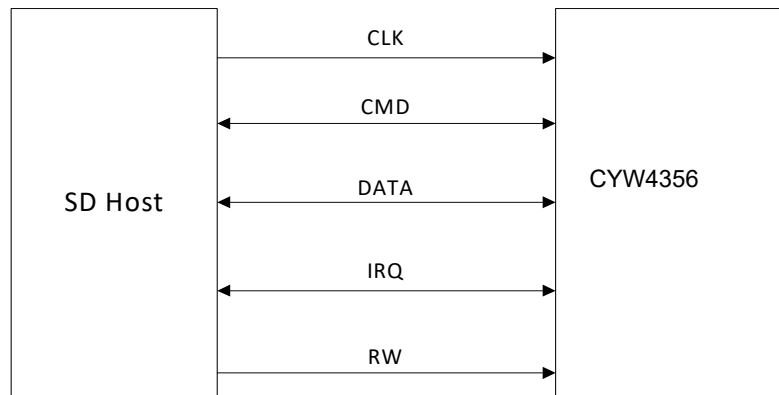 CLK
CMD
SD Host
DATA
CYW4356
IRQ
RW